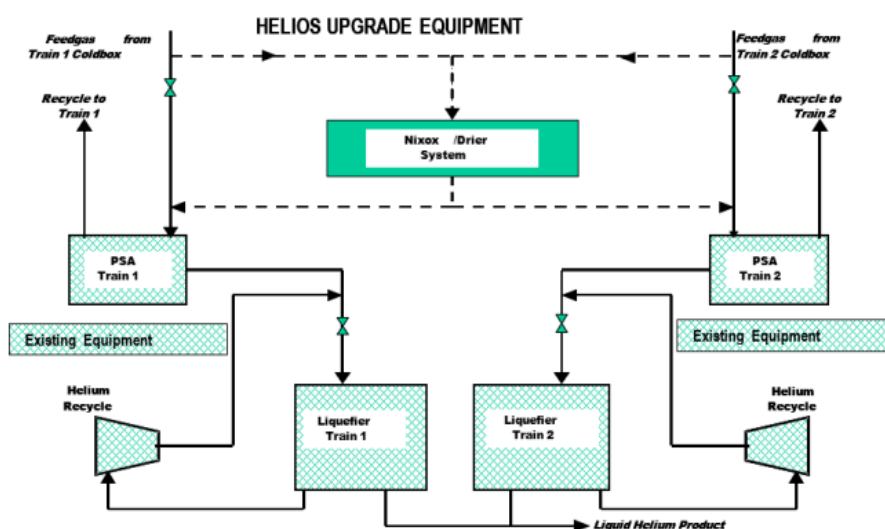 HELIOS UPGRADE EQUIPMENT
Feedgas from
Train 1 Coldbox
Feedgas from
Train 2 Coldbox
Recycle to
Train 1
Recycle to
Train 2
Nixox /Drier
System
PSA
Train 1
PSA
Train 2
Existing Equipment
Existing Equipment
Helium
Recycle
Helium
Recycle
Liquefier
Train 1
Liquefier
Train 2
Liquid Helium Product